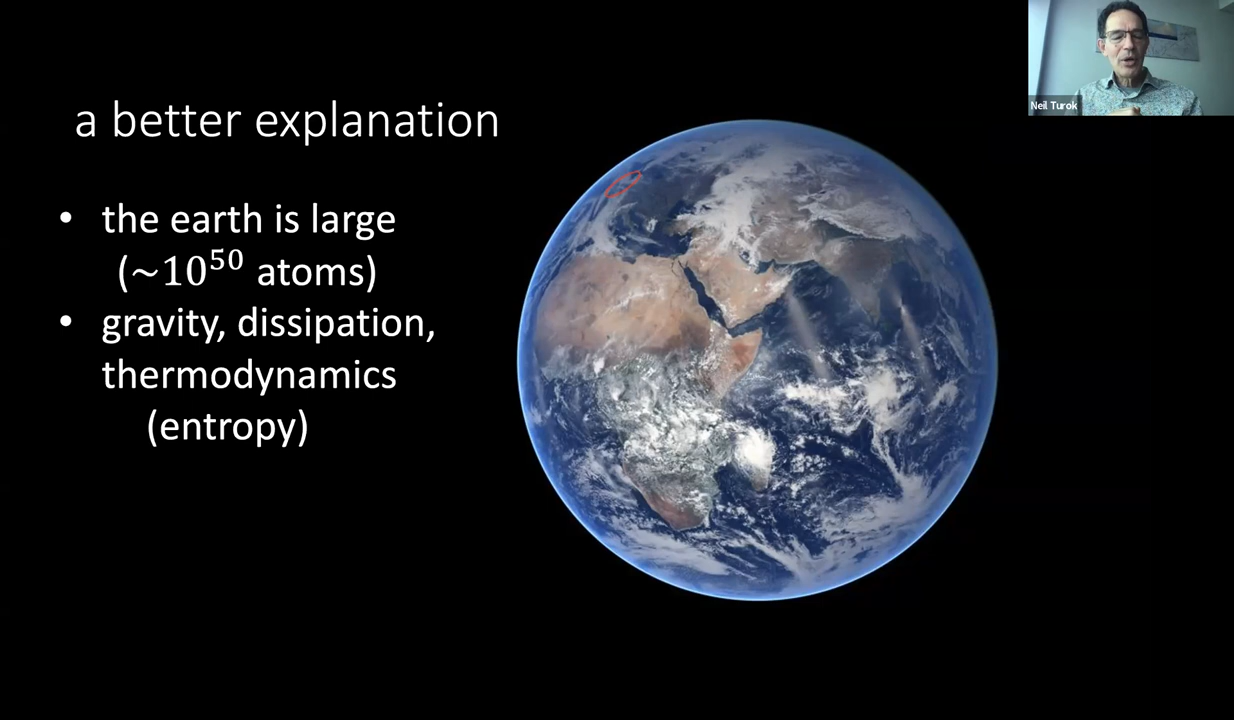 Neil Turok
a better explanation
• the earth is large
(~10⁵⁰ atoms)
• gravity, dissipation,
thermodynamics
(entropy)